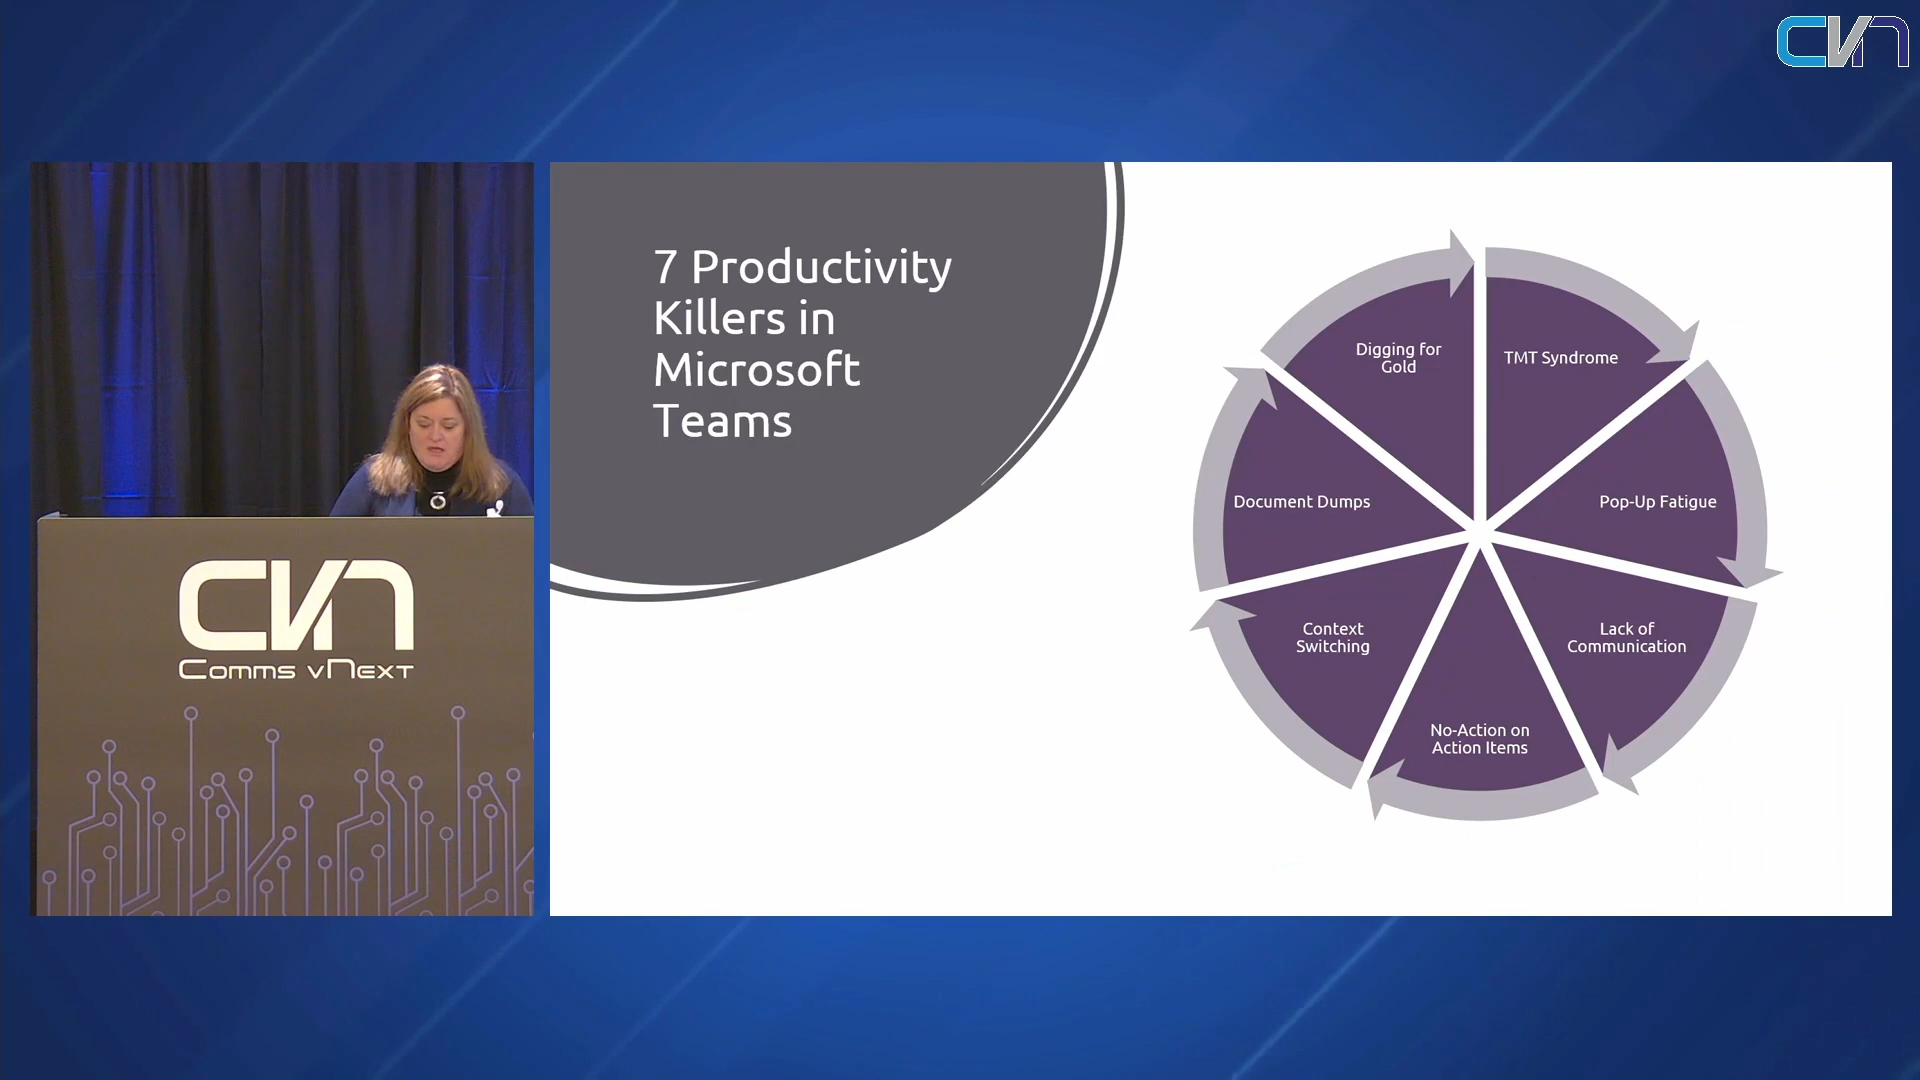 CVN
7 Productivity
Killers in
Microsoft
Teams
Digging for
Gold
TMT Syndrome
Document Dumps
Pop-Up Fatigue
Context
Switching
Lack of
Communication
No-Action on
Action Items
CVN
Comms vNext